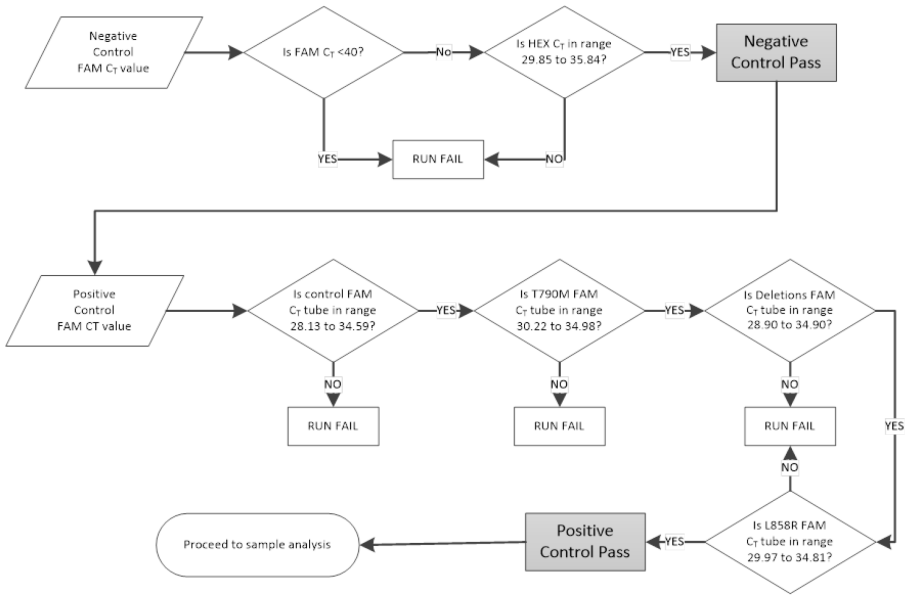 Negative
Control
FAM CT value
Is FAM CT <40?
No
Is HEX CT in range
29.85 to 35.84?
YES
Negative
Control Pass
YES
RUN FAIL
NO
Positive
Control
FAM CT value
Is control FAM
CT tube in range
28.13 to 34.59?
YES
Is T790M FAM
CT tube in range
30.22 to 34.98?
YES
Is Deletions FAM
CT tube in range
28.90 to 34.90?
NO
NO
NO
RUN FAIL
RUN FAIL
RUN FAIL
YES
NO
Is L858R FAM
CT tube in range
29.97 to 34.81?
YES
Positive
Control Pass
Proceed to sample analysis